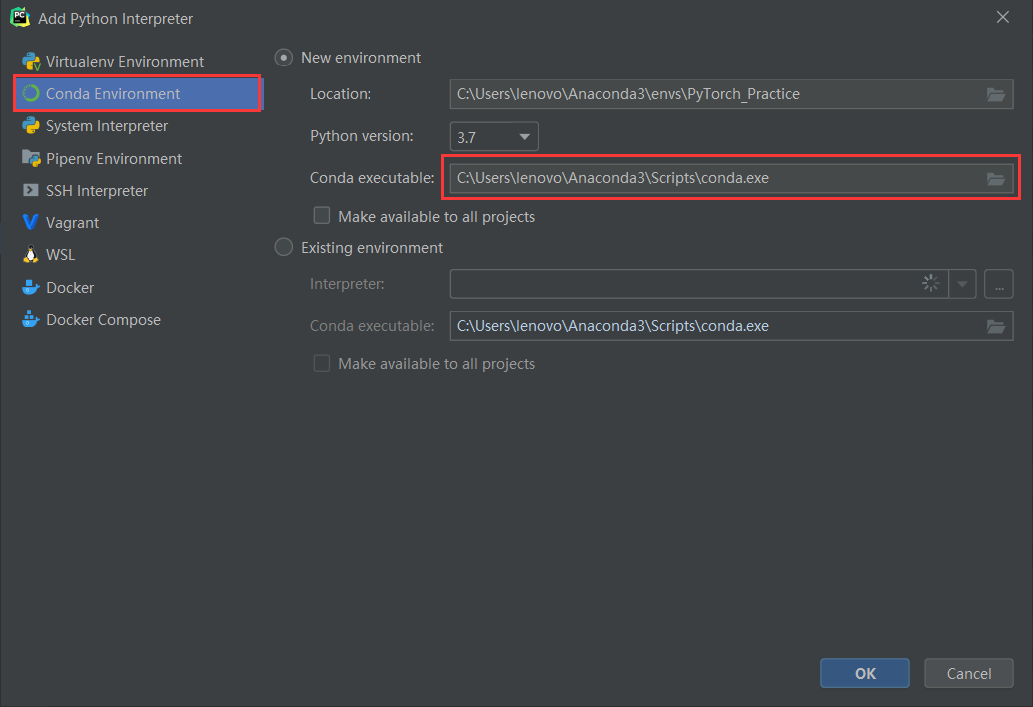 Add Python Interpreter
Virtualenv Environment
Conda Environment
System Interpreter
Pipenv Environment
SSH Interpreter
Vagrant
WSL
Docker
Docker Compose
New environment
Location: C:\Users\lenovo\Anaconda3\envs\PyTorch_Practice
Python version: 3.7
Conda executable: C:\Users\lenovo\Anaconda3\Scripts\conda.exe
Make available to all projects
Existing environment
Interpreter: ...
Conda executable: C:\Users\lenovo\Anaconda3\Scripts\conda.exe
Make available to all projects
OK Cancel